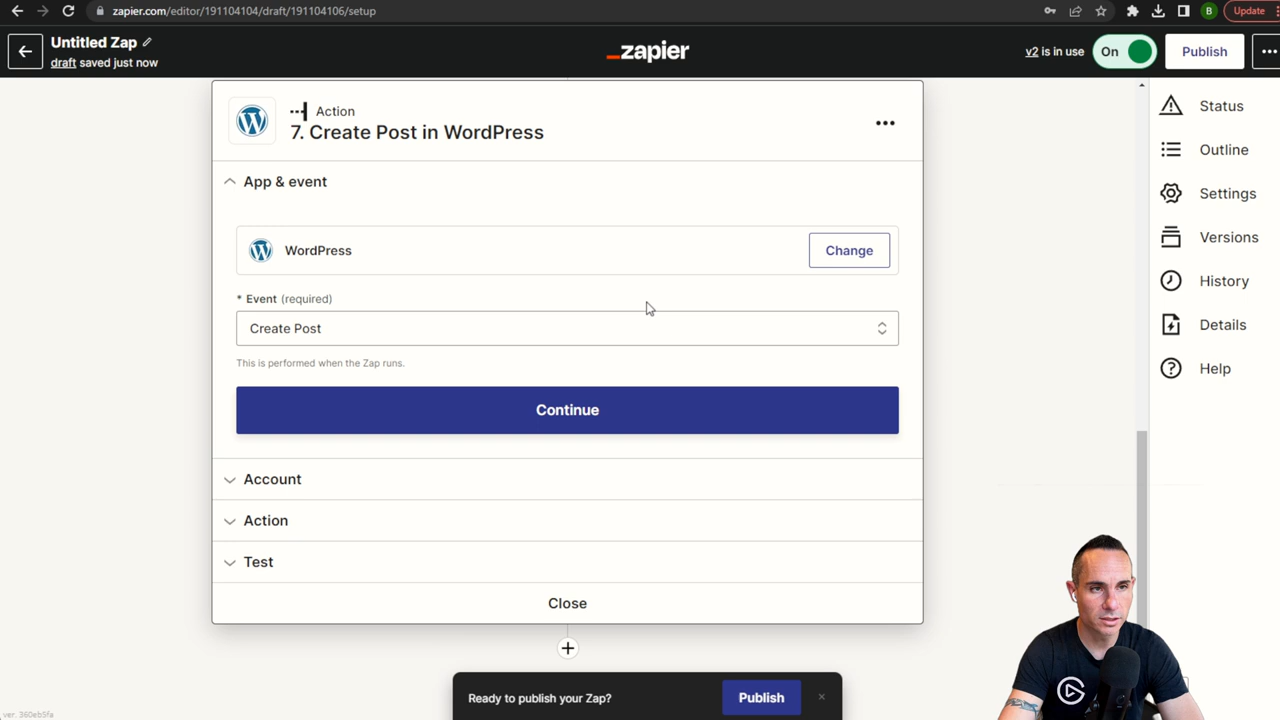 zapier.com/editor/191104104/draft/191104106/setup
B
Update
Untitled Zap
draft saved just now
_zapier
v2 is in use
On
Publish
Action
7. Create Post in WordPress
App & event
WordPress
Change
* Event (required)
Create Post
This is performed when the Zap runs.
Continue
Account
Action
Test
Close
Ready to publish your Zap?
Publish
Status
Outline
Settings
Versions
History
Details
Help
ver. 360eb5fa